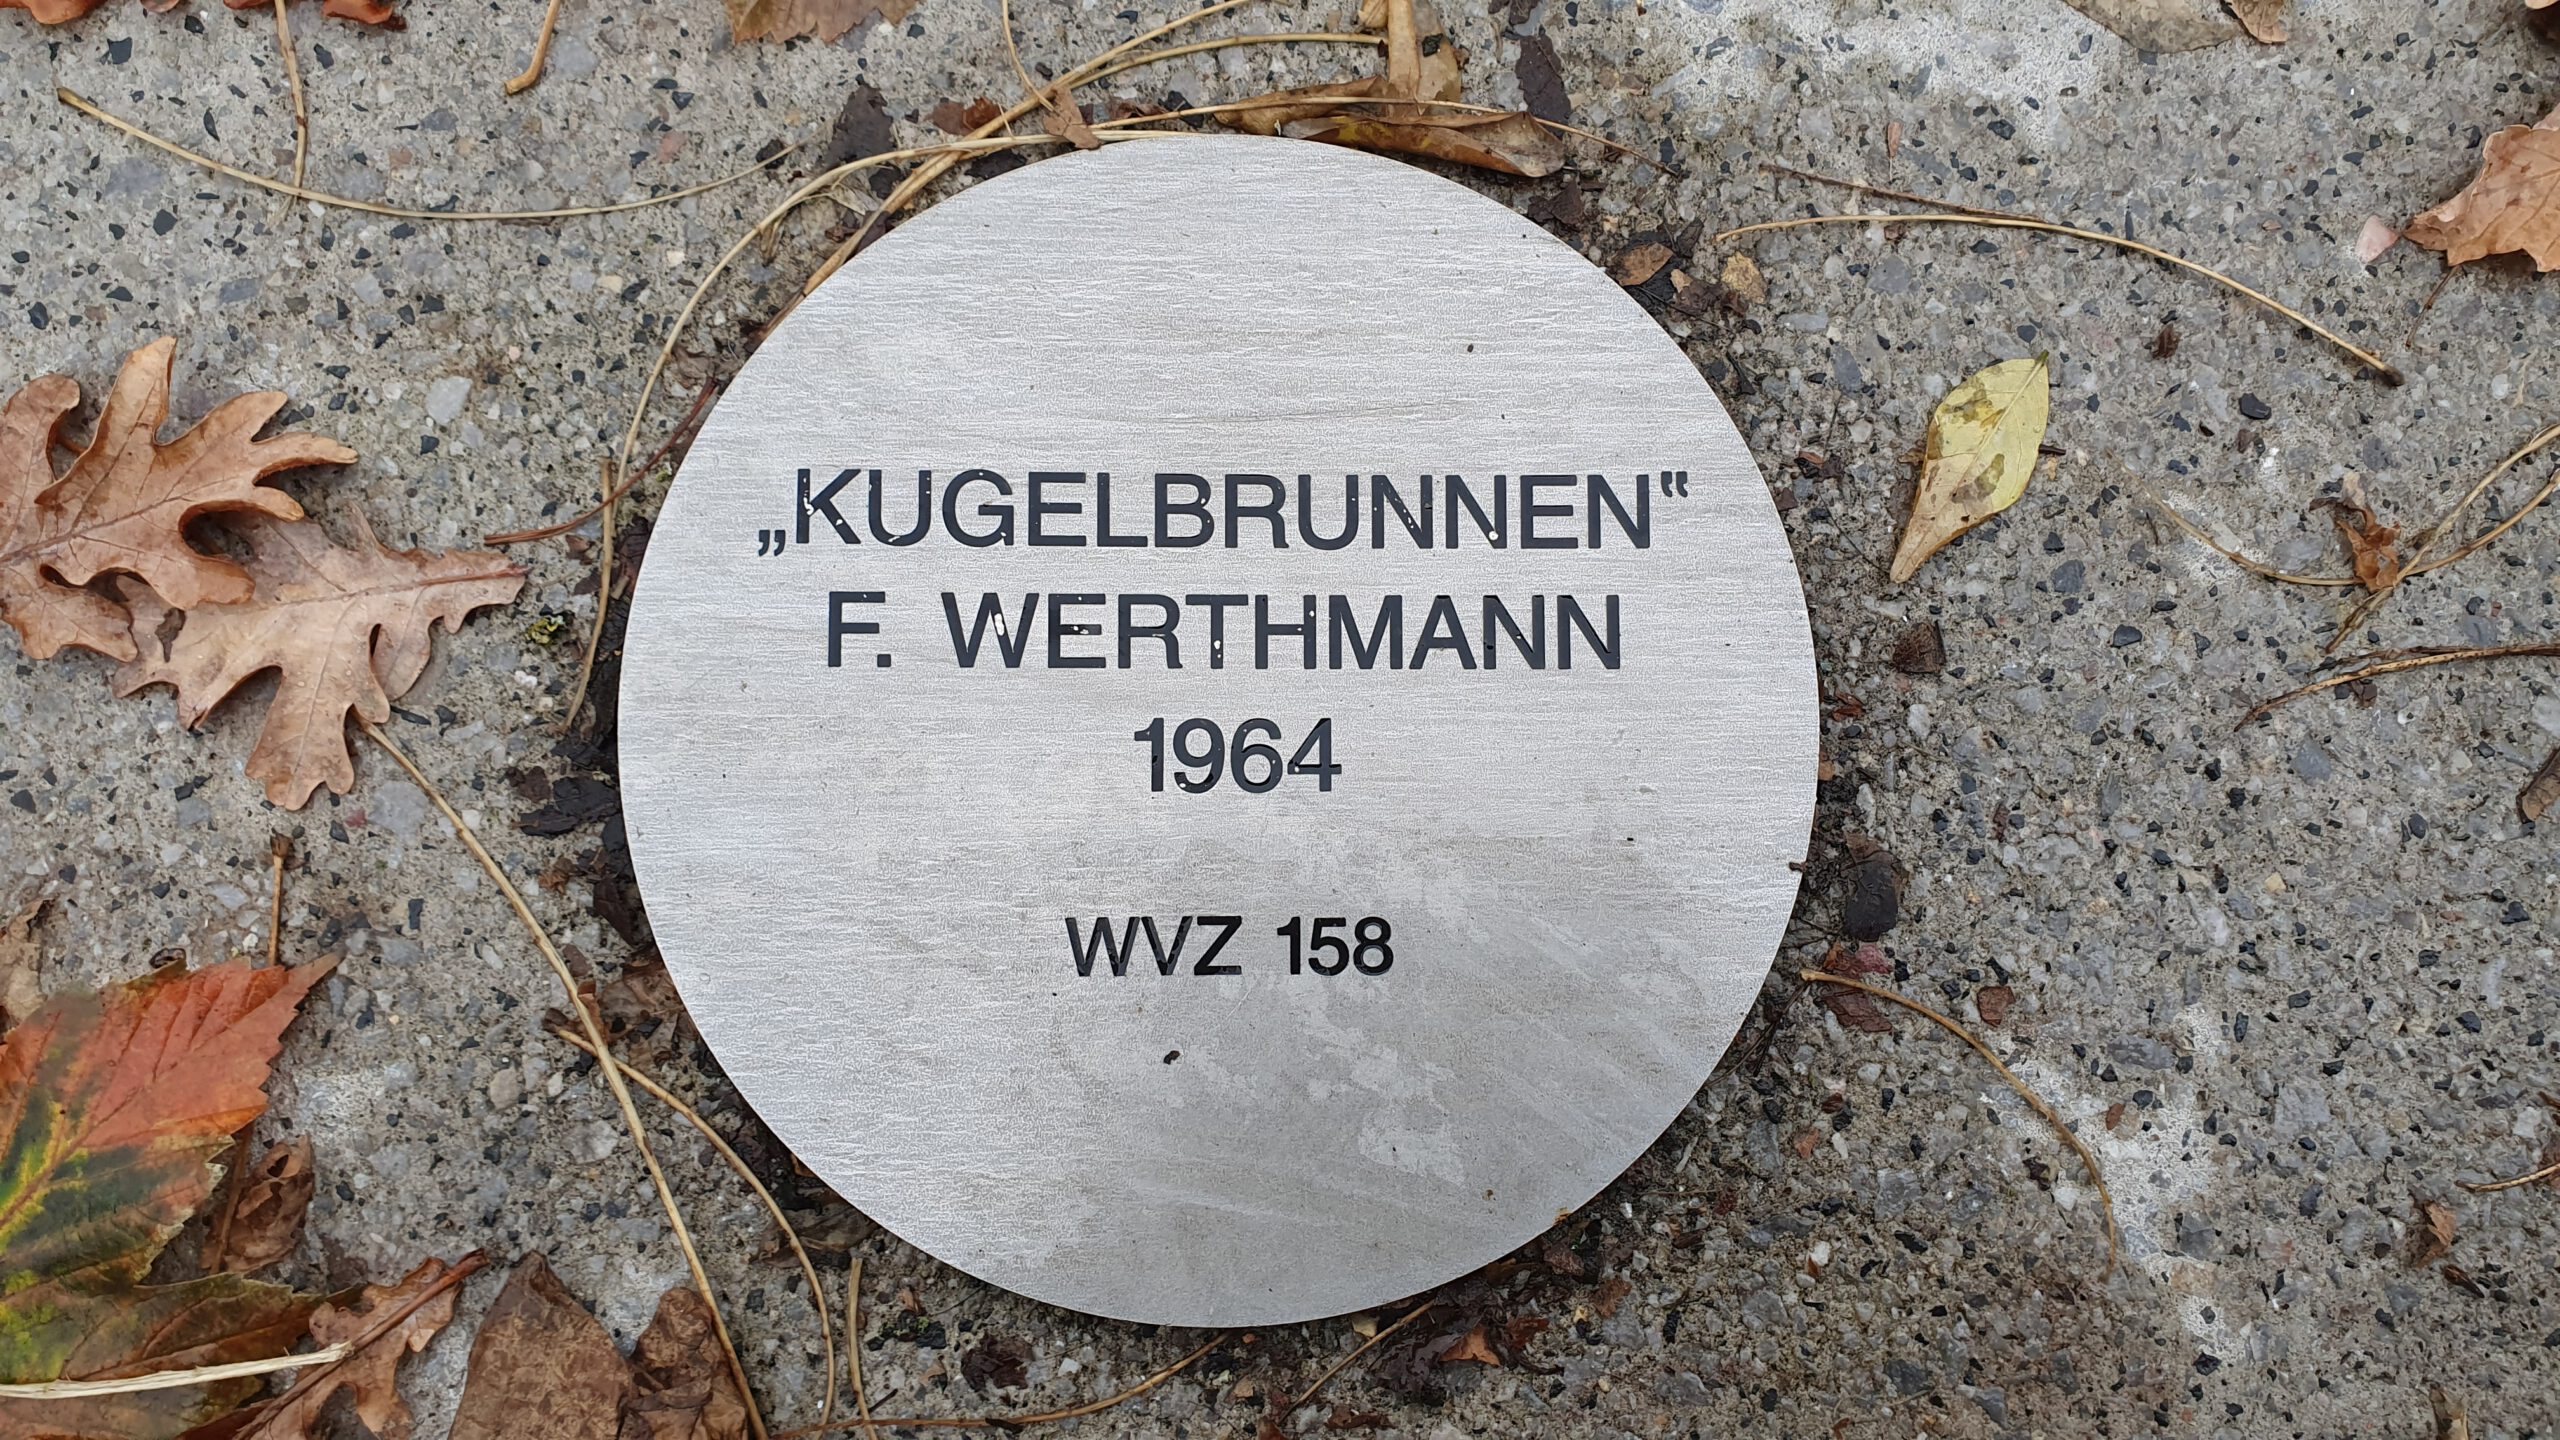 „KUGELBRUNNEN“
F. WERTHMANN
1964
WVZ 158